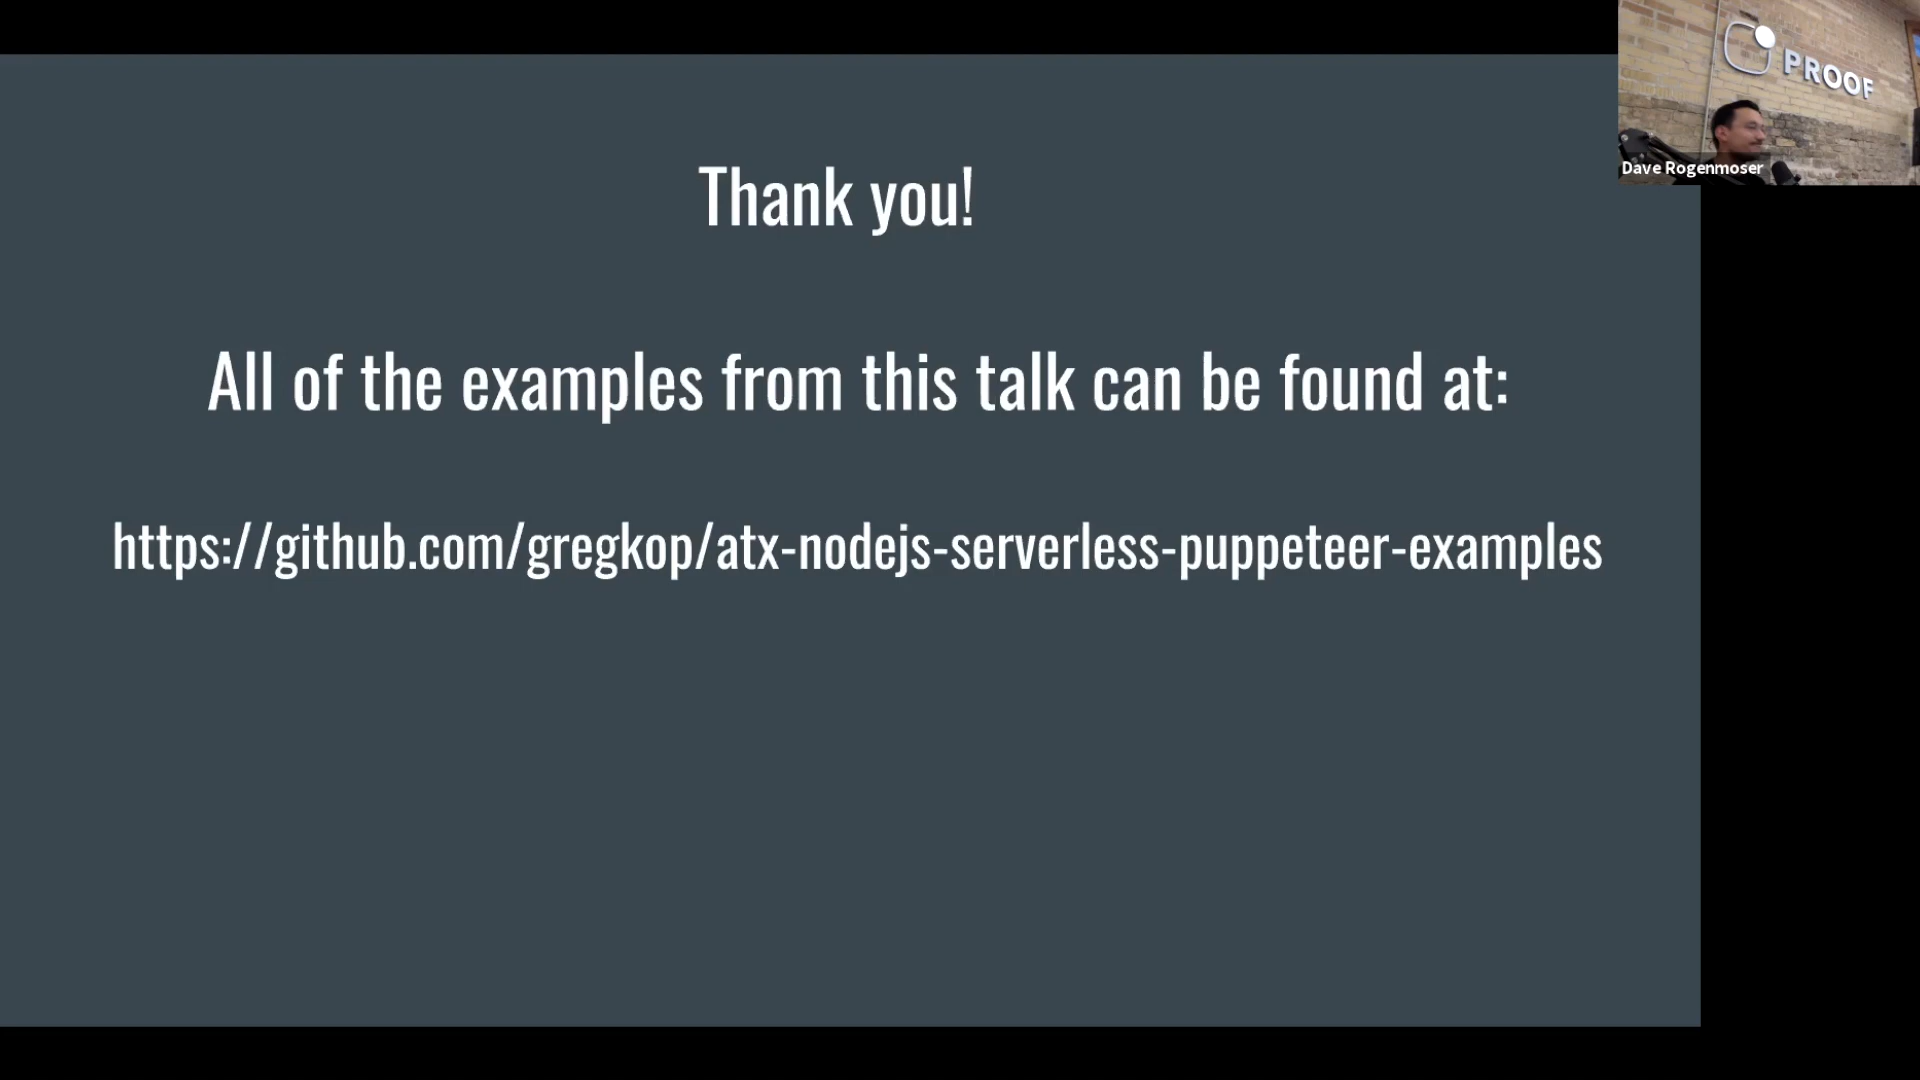 Thank you!
All of the examples from this talk can be found at:
https://github.com/gregkop/atx-nodejs-serverless-puppeteer-examples
PROOF
Dave Rogenmoser